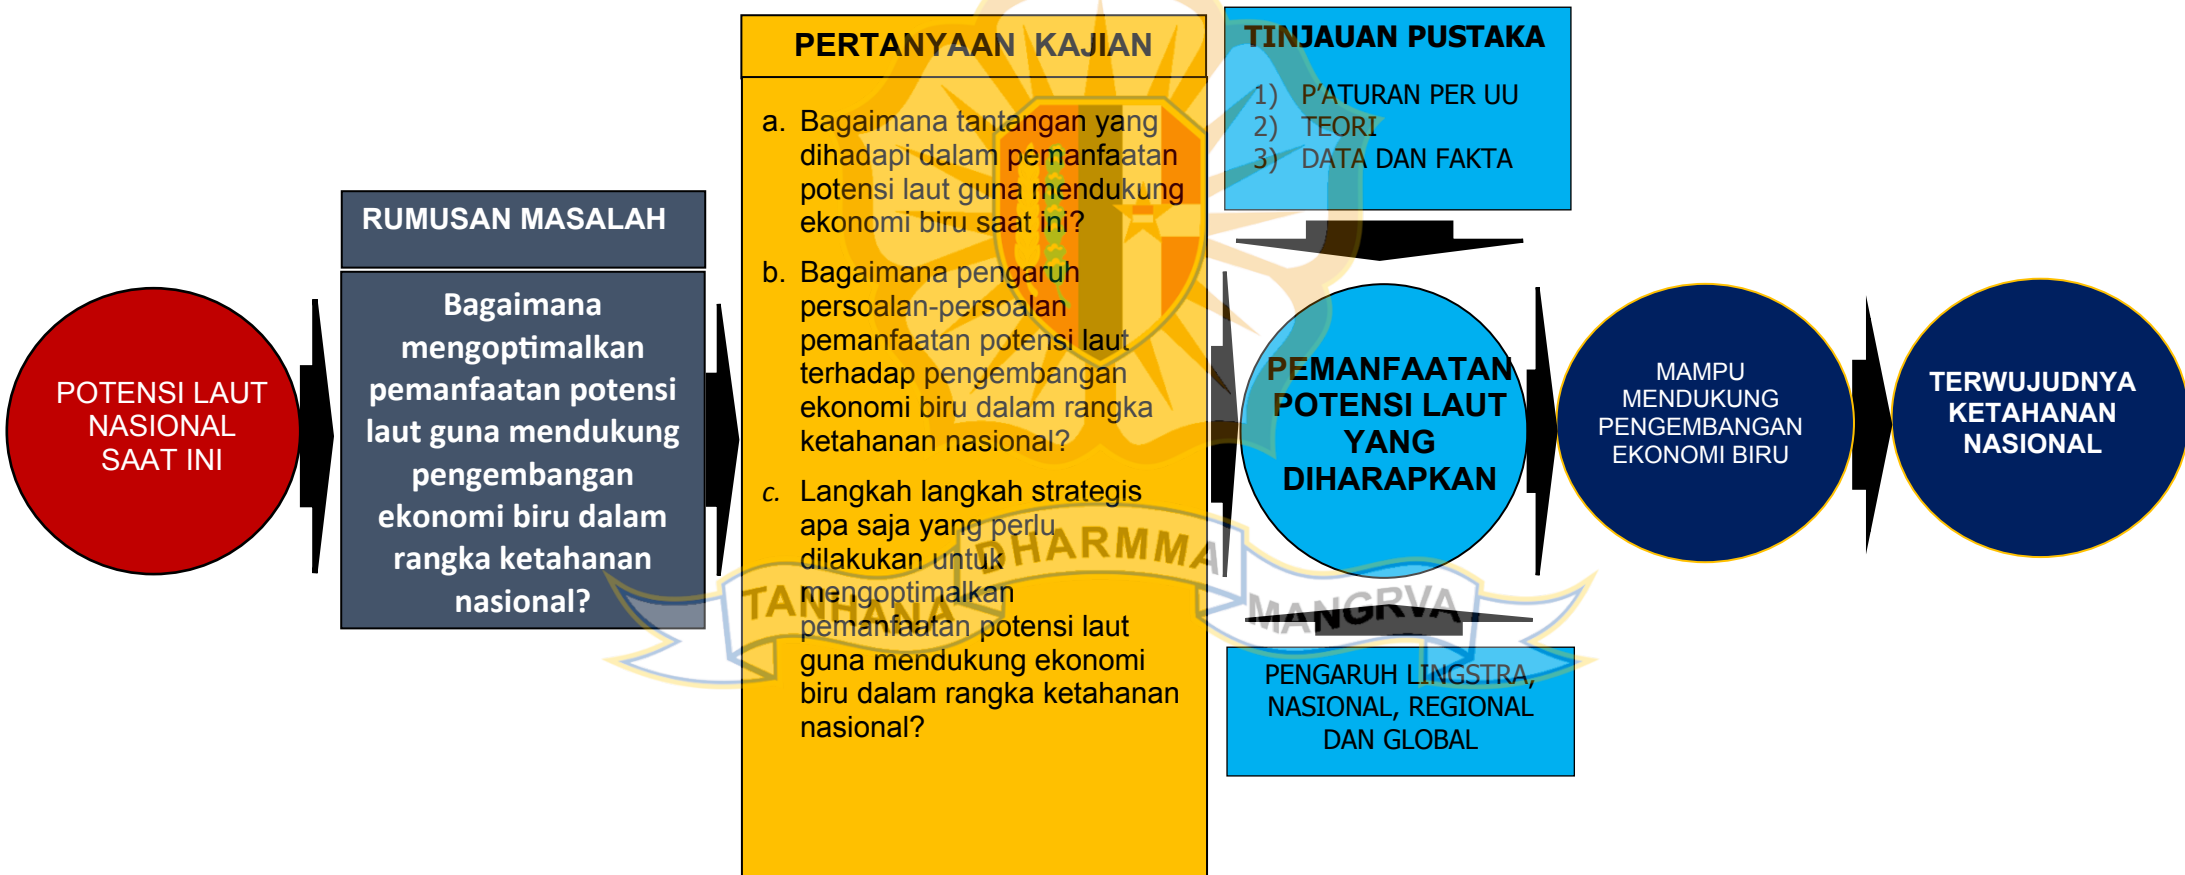 POTENSI LAUT
NASIONAL
SAAT INI
RUMUSAN MASALAH
Bagaimana
mengoptimalkan
pemanfaatan potensi
laut guna mendukung
pengembangan
ekonomi biru dalam
rangka ketahanan
nasional?
PERTANYAAN KAJIAN
a. Bagaimana tantangan yang
dihadapi dalam pemanfaatan
potensi laut guna mendukung
ekonomi biru saat ini?
b. Bagaimana pengaruh
persoalan-persoalan
pemanfaatan potensi laut
terhadap pengembangan
ekonomi biru dalam rangka
ketahanan nasional?
c. Langkah langkah strategis
apa saja yang perlu
dilakukan untuk
mengoptimalkan
pemanfaatan potensi laut
guna mendukung ekonomi
biru dalam rangka ketahanan
nasional?
TINJAUAN PUSTAKA
1) P’ATURAN PER UU
2) TEORI
3) DATA DAN FAKTA
PEMANFAATAN
POTENSI LAUT
YANG
DIHARAPKAN
PENGARUH LINGSTRA,
NASIONAL, REGIONAL
DAN GLOBAL
MAMPU
MENDUKUNG
PENGEMBANGAN
EKONOMI BIRU
TERWUJUDNYA
KETAHANAN
NASIONAL
TANHANA DHARMMA MANGRVA